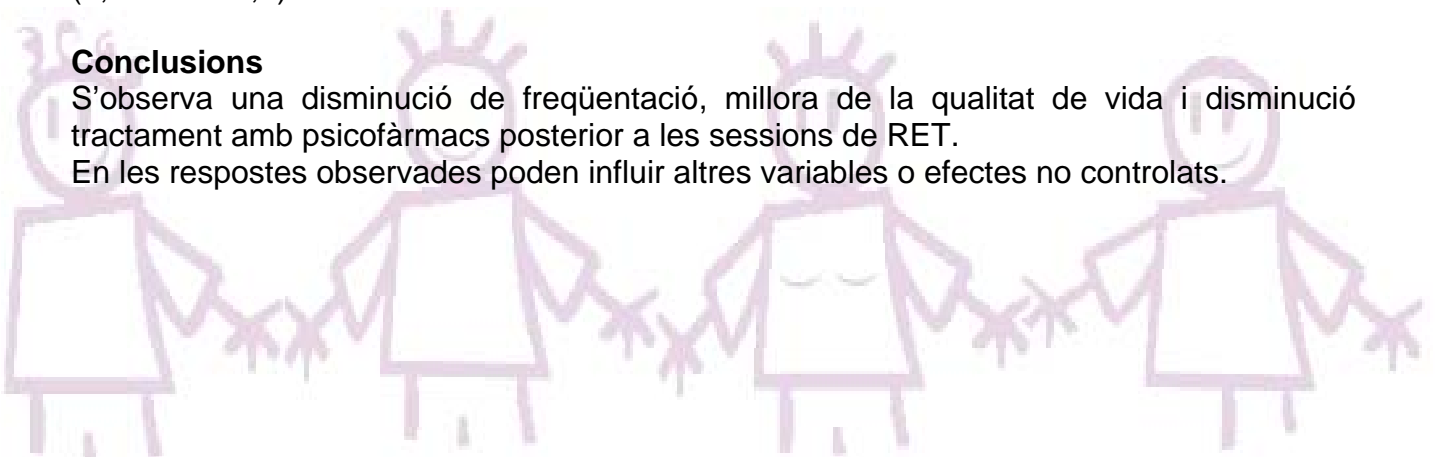 Conclusions
S’observa una disminució de freqüentació, millora de la qualitat de vida i disminució
tractament amb psicofàrmacs posterior a les sessions de RET.
En les respostes observades poden influir altres variables o efectes no controlats.